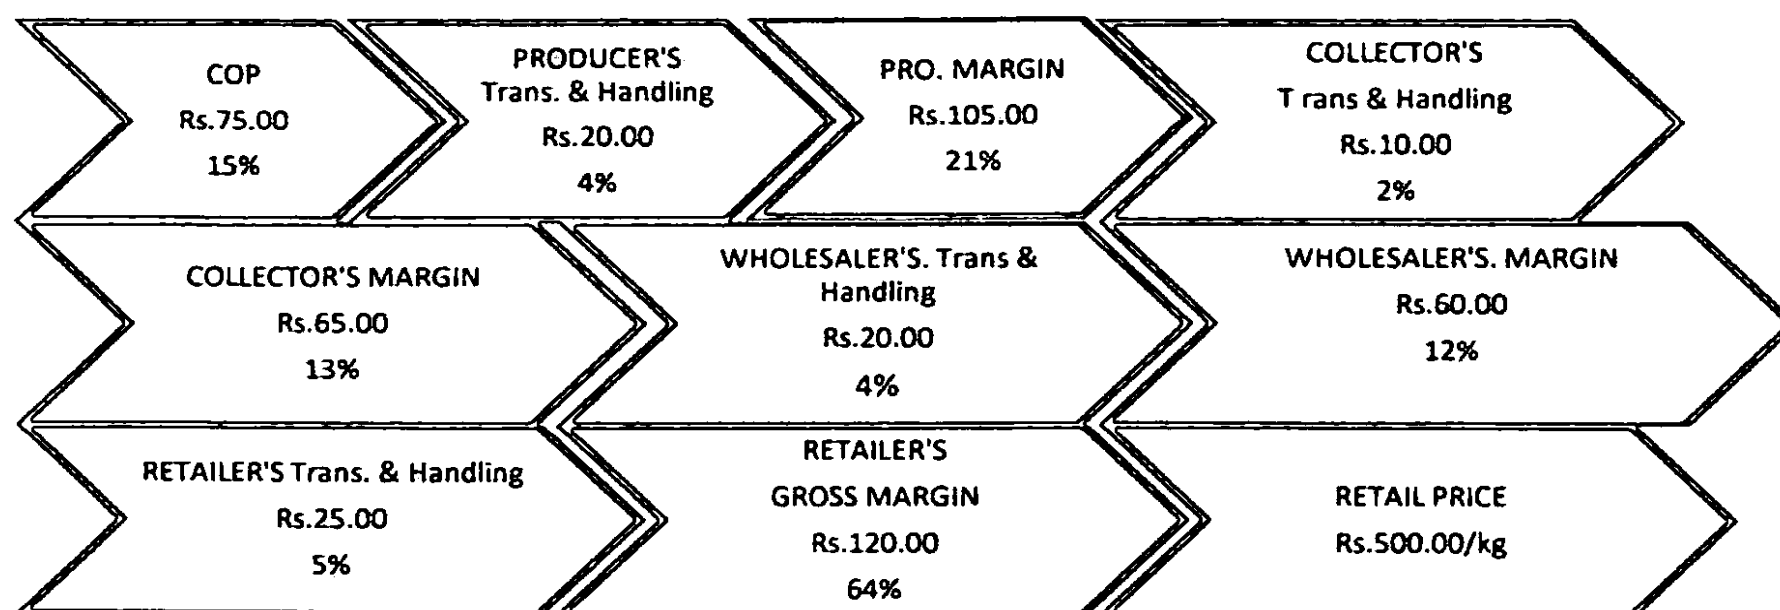 COP
Rs.75.00
15%
PRODUCER'S
Trans. & Handling
Rs.20.00
4%
PRO. MARGIN
Rs.105.00
21%
COLLECTOR'S
T rans & Handling
Rs.10.00
2%
COLLECTOR'S MARGIN
Rs.65.00
13%
WHOLESALER'S. Trans &
Handling
Rs.20.00
4%
WHOLESALER'S. MARGIN
Rs.60.00
12%
RETAILER'S Trans. & Handling
Rs.25.00
5%
RETAILER'S
GROSS MARGIN
Rs.120.00
64%
RETAIL PRICE
Rs.500.00/kg